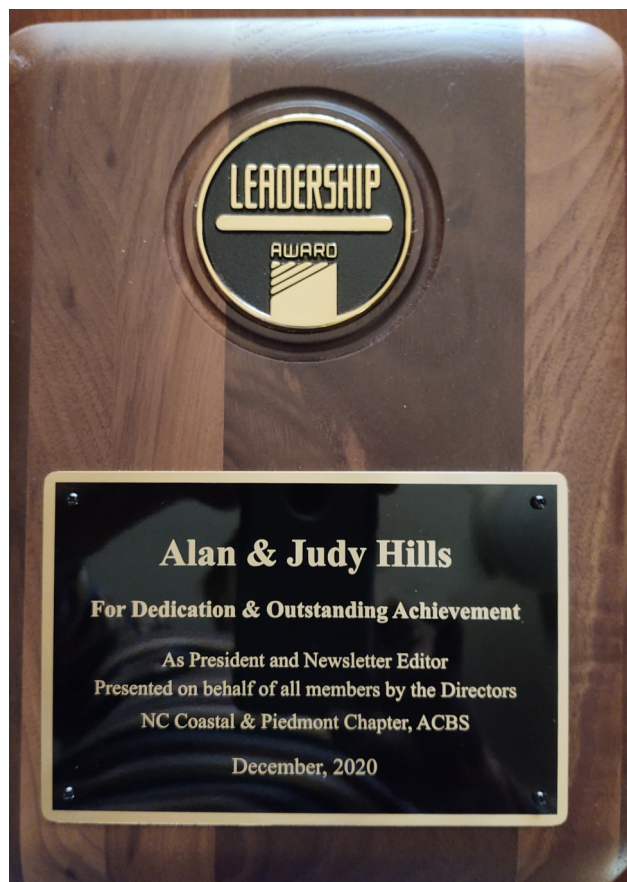 LEADERSHIP
AWARD
Alan & Judy Hills
For Dedication & Outstanding Achievement
As President and Newsletter Editor
Presented on behalf of all members by the Directors
NC Coastal & Piedmont Chapter, ACBS
December, 2020